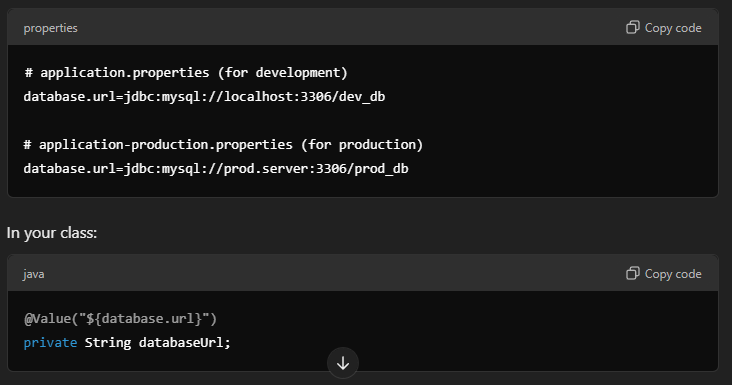 properties
Copy code
# application.properties (for development)
database.url=jdbc:mysql://localhost:3306/dev_db
# application-production.properties (for production)
database.url=jdbc:mysql://prod.server:3306/prod_db
In your class:
java
Copy code
@Value("${database.url}")
private String databaseUrl;